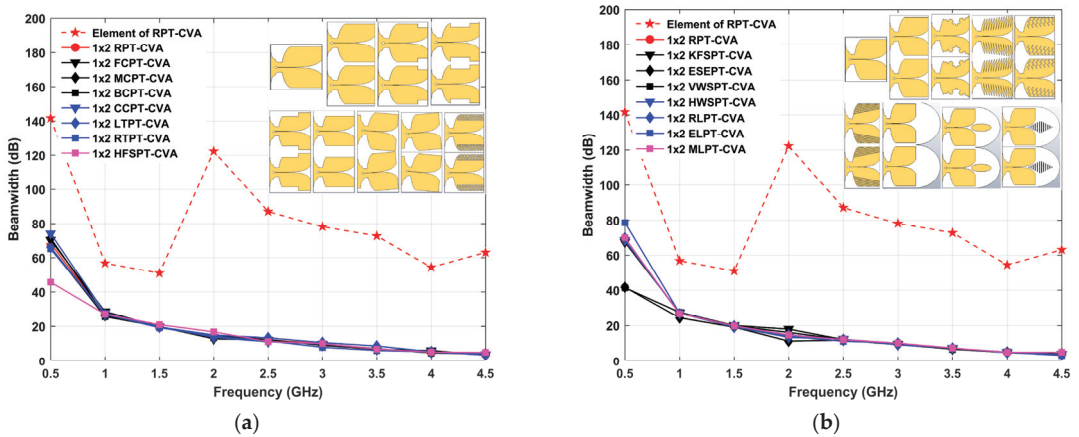 200
180
160
140
120
100
80
60
40
20
0
Beamwidth (dB)
Element of RPT-CVA
1x2 RPT-CVA
1x2 FCPT-CVA
1x2 MCPT-CVA
1x2 BCPT-CVA
1x2 CCPT-CVA
1x2 LTPT-CVA
1x2 RTPT-CVA
1x2 HFSPT-CVA
0.5 1 1.5 2 2.5 3 3.5 4 4.5
Frequency (GHz)
(a)
200
180
160
140
120
100
80
60
40
20
0
Beamwidth (dB)
Element of RPT-CVA
1x2 RPT-CVA
1x2 KFSPT-CVA
1x2 ESEPT-CVA
1x2 VWSPT-CVA
1x2 HWSPT-CVA
1x2 RLPT-CVA
1x2 ELPT-CVA
1x2 MLPT-CVA
0.5 1 1.5 2 2.5 3 3.5 4 4.5
Frequency (GHz)
(b)